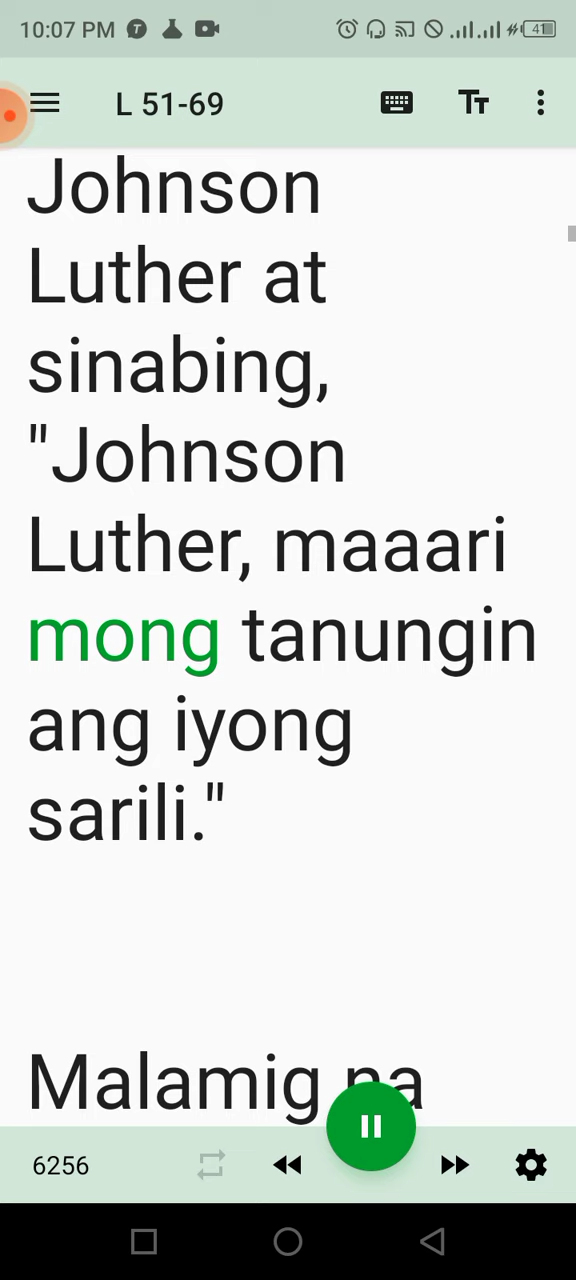 10:07 PM
41
L 51-69
Johnson
Luther at
sinabing,
"Johnson
Luther, maaari
mong tanungin
ang iyong
sarili."
Malamig na
6256